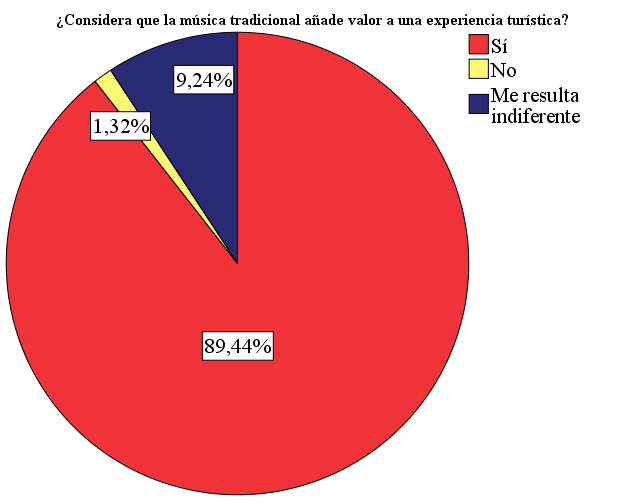 ¿Considera que la música tradicional añade valor a una experiencia turística?
Sí
No
Me resulta
indiferente
9,24%
1,32%
89,44%